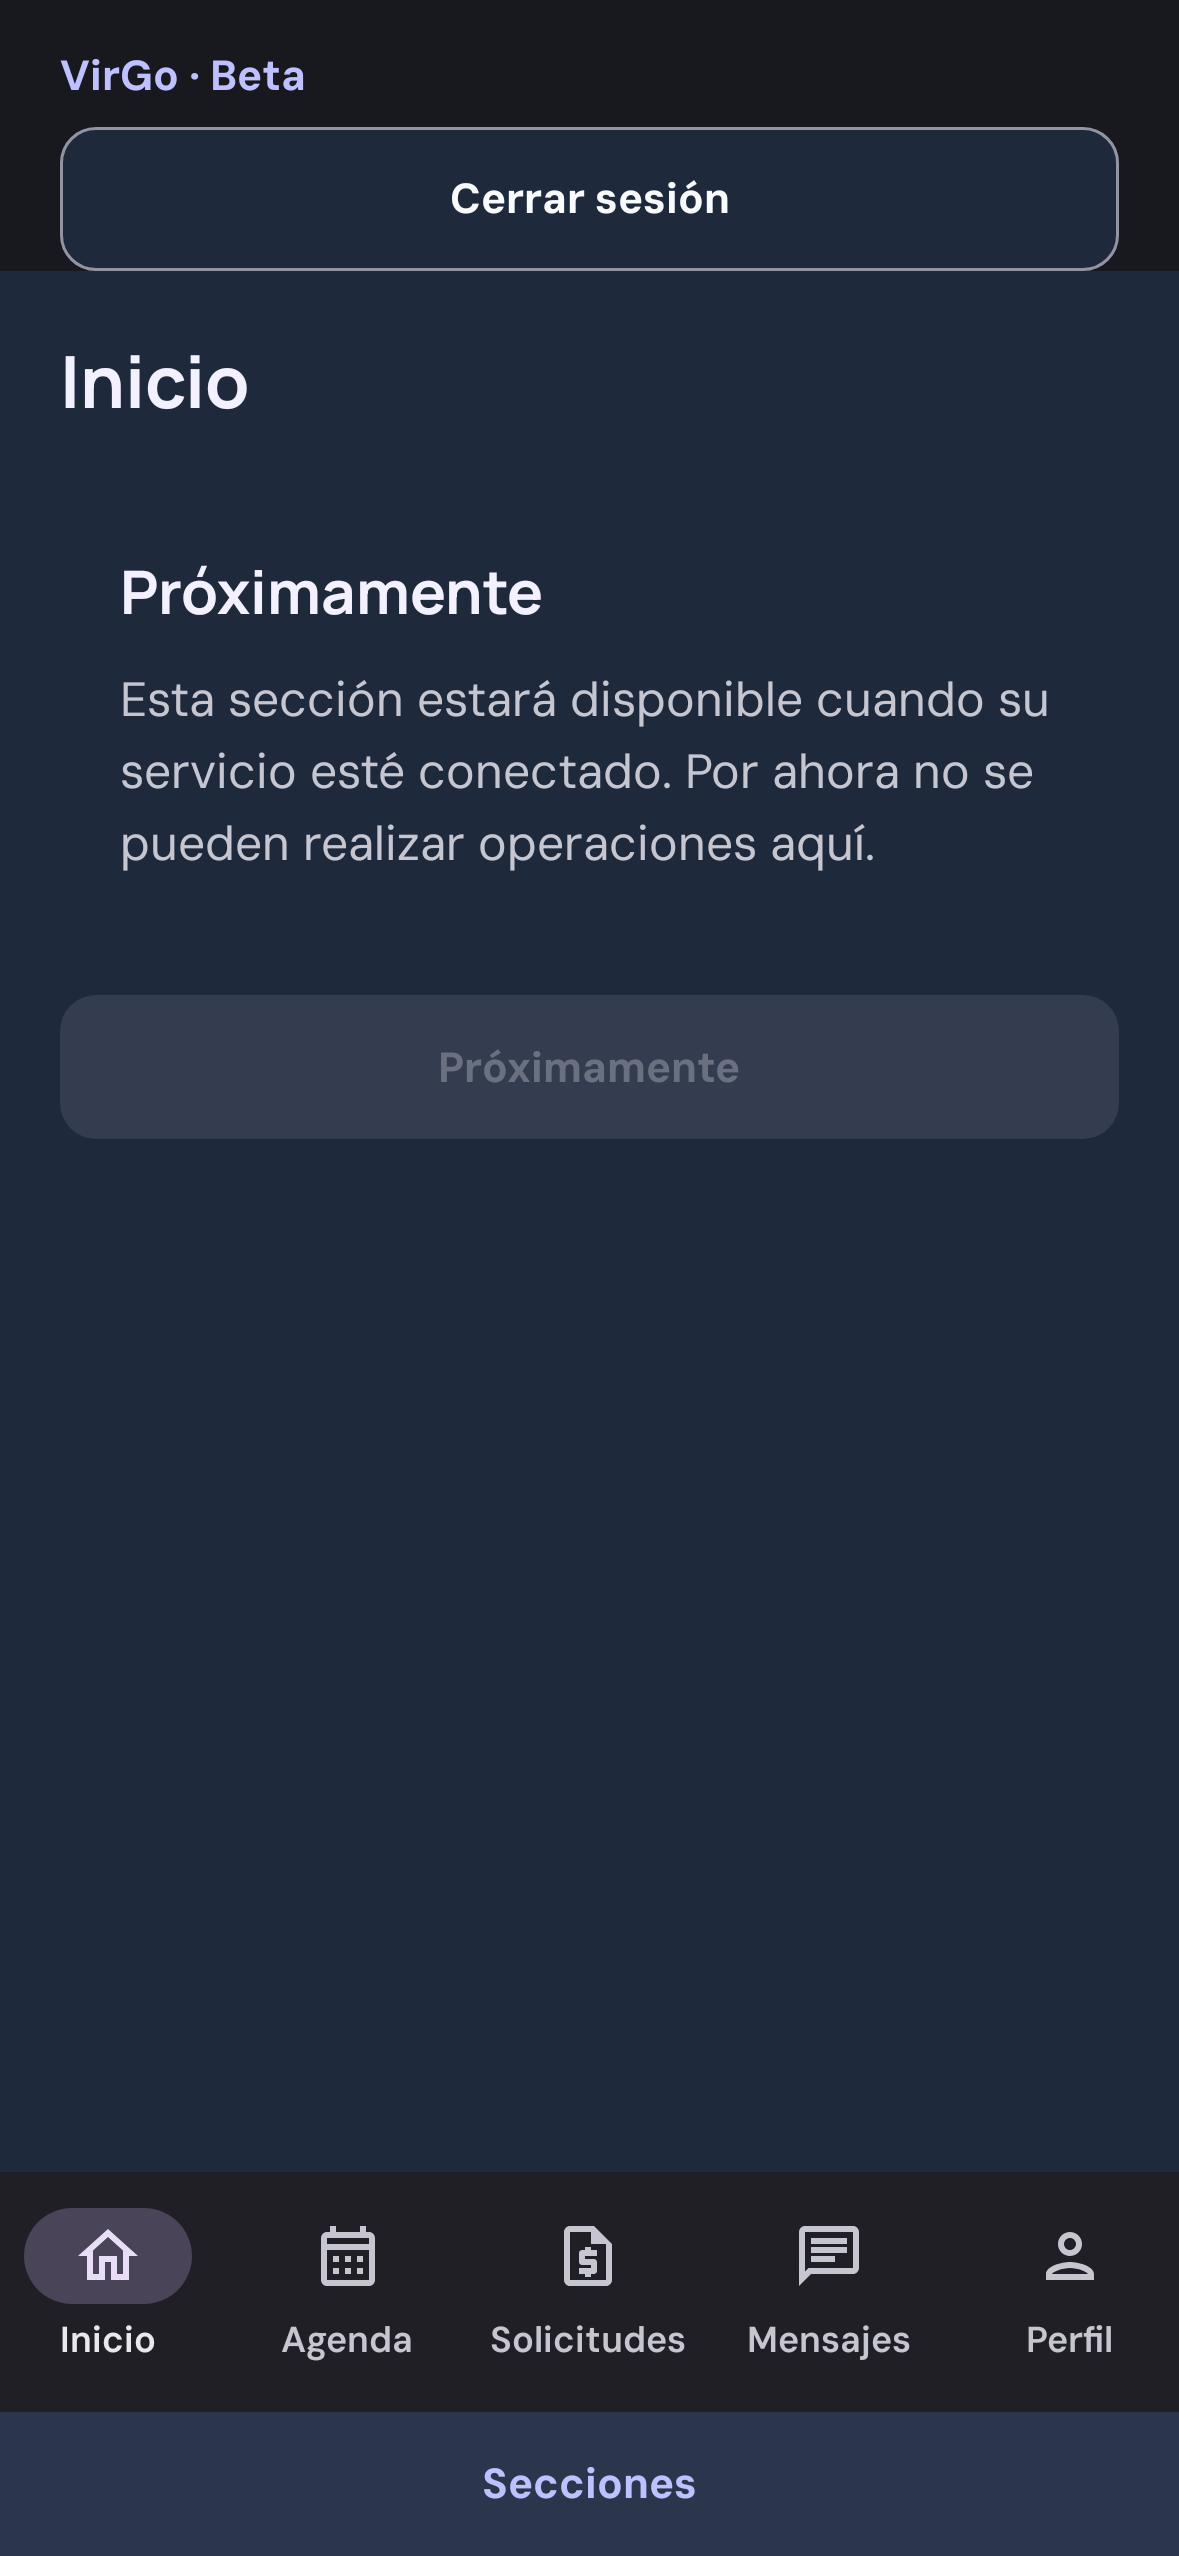 VirGo · Beta
Cerrar sesión
Inicio
Próximamente
Esta sección estará disponible cuando su
servicio esté conectado. Por ahora no se
pueden realizar operaciones aquí.
Próximamente
Inicio
Agenda
Solicitudes
Mensajes
Perfil
Secciones